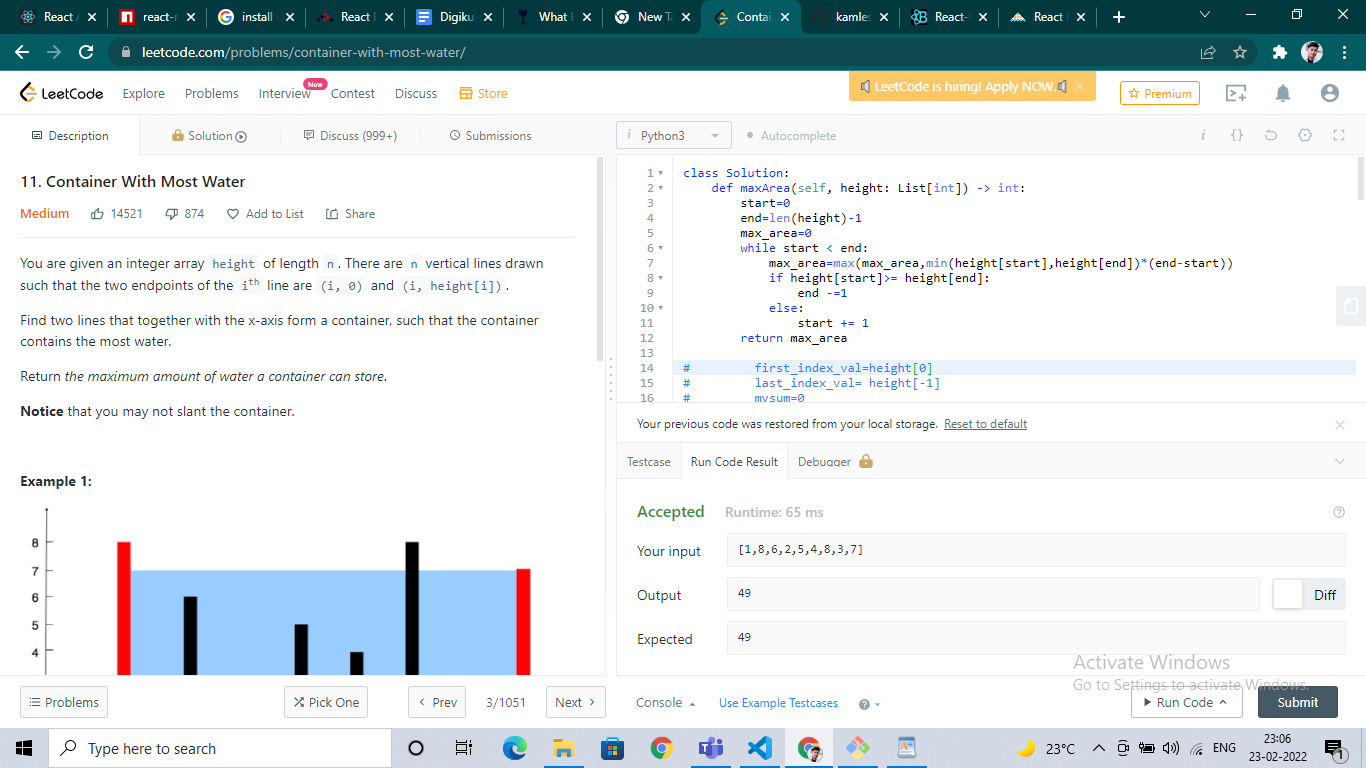 React A
react-r
install
React I
Digiku
What
New Ta
Contai
kamles
React-
React
leetcode.com/problems/container-with-most-water/
LeetCode
Explore
Problems
Interview
New
Contest
Discuss
Store
LeetCode is hiring! Apply NOW.
Premium
Description
Solution
Discuss (999+)
Submissions
i Python3
Autocomplete
11. Container With Most Water
Medium
14521
874
Add to List
Share
You are given an integer array height of length n. There are n vertical lines drawn
such that the two endpoints of the ith line are (i, 0) and (i, height[i]).
Find two lines that together with the x-axis form a container, such that the container
contains the most water.
Return the maximum amount of water a container can store.
Notice that you may not slant the container.
Example 1:
8
7
6
5
4
1 class Solution:
2 def maxArea(self, height: List[int]) -> int:
3 start=0
4 end=len(height)-1
5 max_area=0
6 while start < end:
7 max_area=max(max_area,min(height[start],height[end])*(end-start))
8 if height[start]>= height[end]:
9 end -=1
10 else:
11 start += 1
12 return max_area
13
14 # first_index_val=height[0]
15 # last_index_val= height[-1]
16 # mysum=0
Your previous code was restored from your local storage. Reset to default
Testcase
Run Code Result
Debugger
Accepted
Runtime: 65 ms
Your input
[1,8,6,2,5,4,8,3,7]
Output
49
Diff
Expected
49
Activate Windows
Go to Settings to activate Windows.
Problems
Pick One
Prev
3/1051
Next
Console
Use Example Testcases
Run Code
Submit
Type here to search
23°C
ENG
23:06
23-02-2022
1